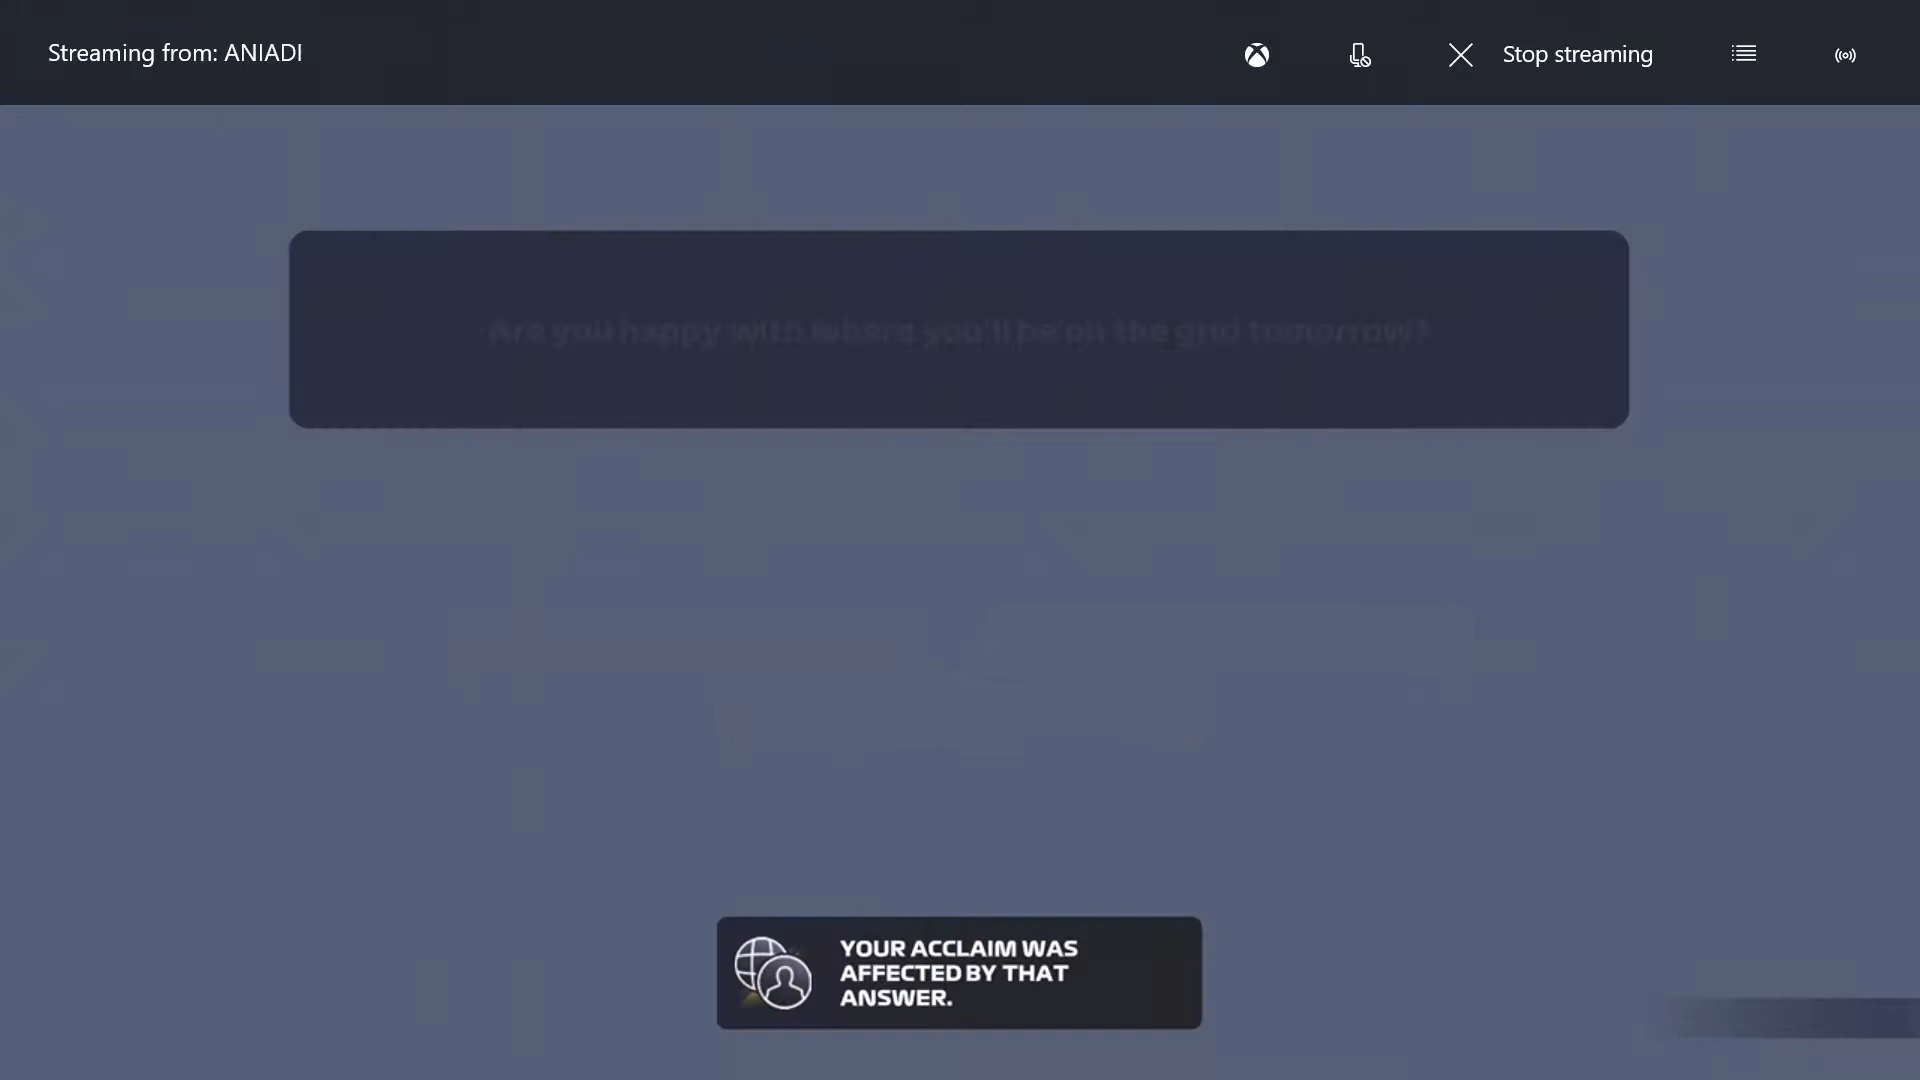 Streaming from: ANIADI
Stop streaming
Are you happy with where you'll be on the grid tomorrow?
YOUR ACCLAIM WAS
AFFECTED BY THAT
ANSWER.